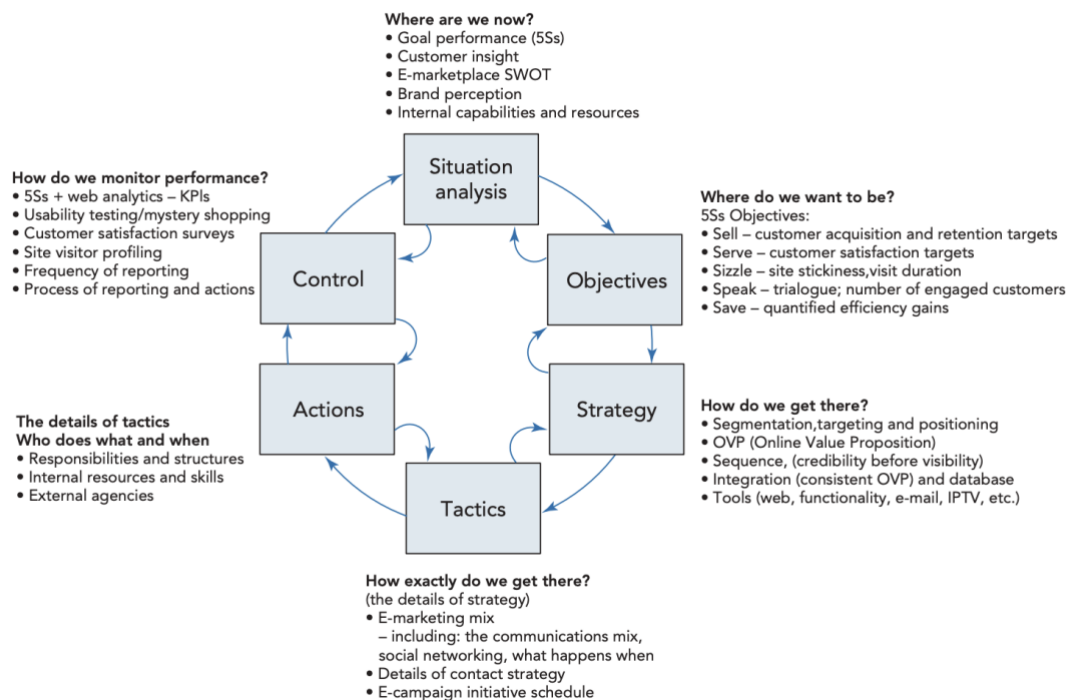 Where are we now?
• Goal performance (5Ss)
• Customer insight
• E-marketplace SWOT
• Brand perception
• Internal capabilities and resources
Situation
analysis
How do we monitor performance?
• 5Ss + web analytics – KPIs
• Usability testing/mystery shopping
• Customer satisfaction surveys
• Site visitor profiling
• Frequency of reporting
• Process of reporting and actions
Control
Objectives
Where do we want to be?
5Ss Objectives:
• Sell – customer acquisition and retention targets
• Serve – customer satisfaction targets
• Sizzle – site stickiness,visit duration
• Speak – trialogue; number of engaged customers
• Save – quantified efficiency gains
Actions
Strategy
The details of tactics
Who does what and when
• Responsibilities and structures
• Internal resources and skills
• External agencies
How do we get there?
• Segmentation,targeting and positioning
• OVP (Online Value Proposition)
• Sequence, (credibility before visibility)
• Integration (consistent OVP) and database
• Tools (web, functionality, e-mail, IPTV, etc.)
Tactics
How exactly do we get there?
(the details of strategy)
• E-marketing mix
– including: the communications mix,
social networking, what happens when
• Details of contact strategy
• E-campaign initiative schedule